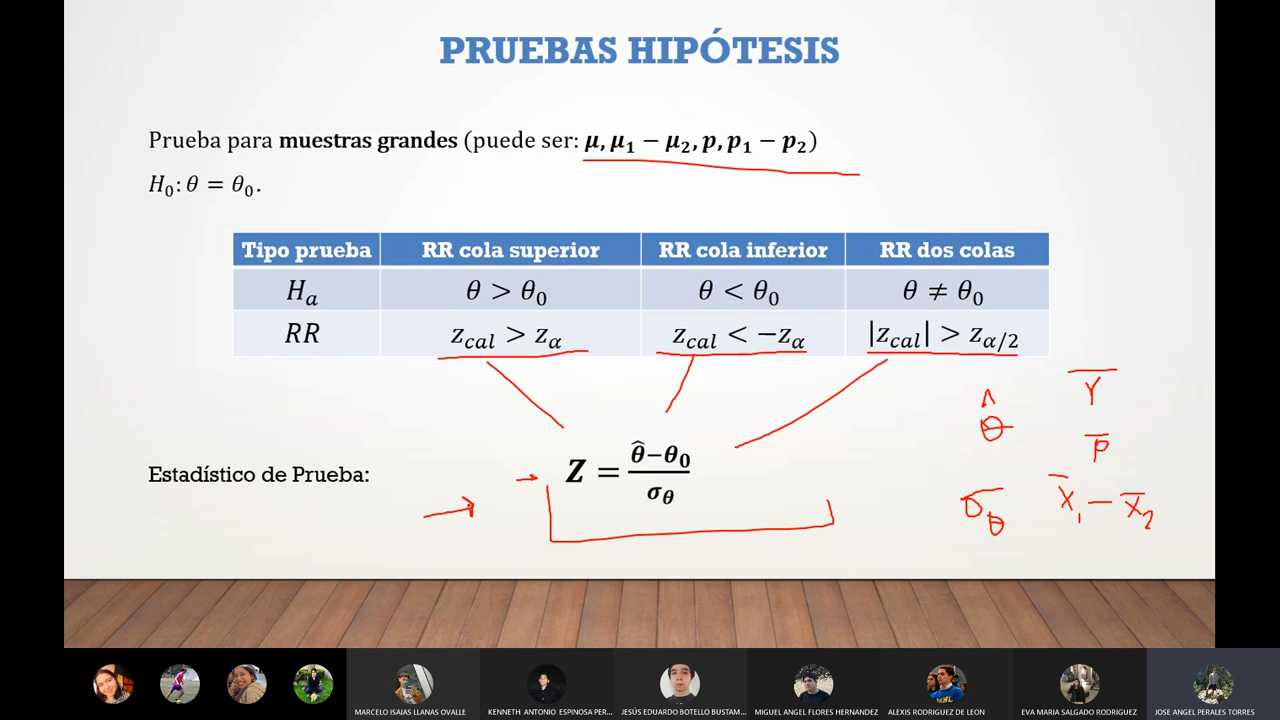 PRUEBAS HIPÓTESIS
Prueba para muestras grandes (puede ser: μ, μ₁ − μ₂, p, p₁ − p₂)
H₀: θ = θ₀.
Tipo prueba RR cola superior RR cola inferior RR dos colas
Hₐ θ > θ₀ θ < θ₀ θ ≠ θ₀
RR z_cal > z_α z_cal < −z_α |z_cal| > z_{α/2}
Estadístico de Prueba: Z = (θ̂−θ₀)/σ_θ
θ̂ Y̅
p̅
σ_θ x̅₁ − x̅₂
MARCELO ISAIAS LLANAS OVALLE
KENNETH ANTONIO ESPINOSA PER...
JESÚS EDUARDO BOTELLO BUSTAM...
MIGUEL ANGEL FLORES HERNANDEZ
ALEXIS RODRIGUEZ DE LEON
EVA MARIA SALGADO RODRIGUEZ
JOSE ANGEL PERALES TORRES